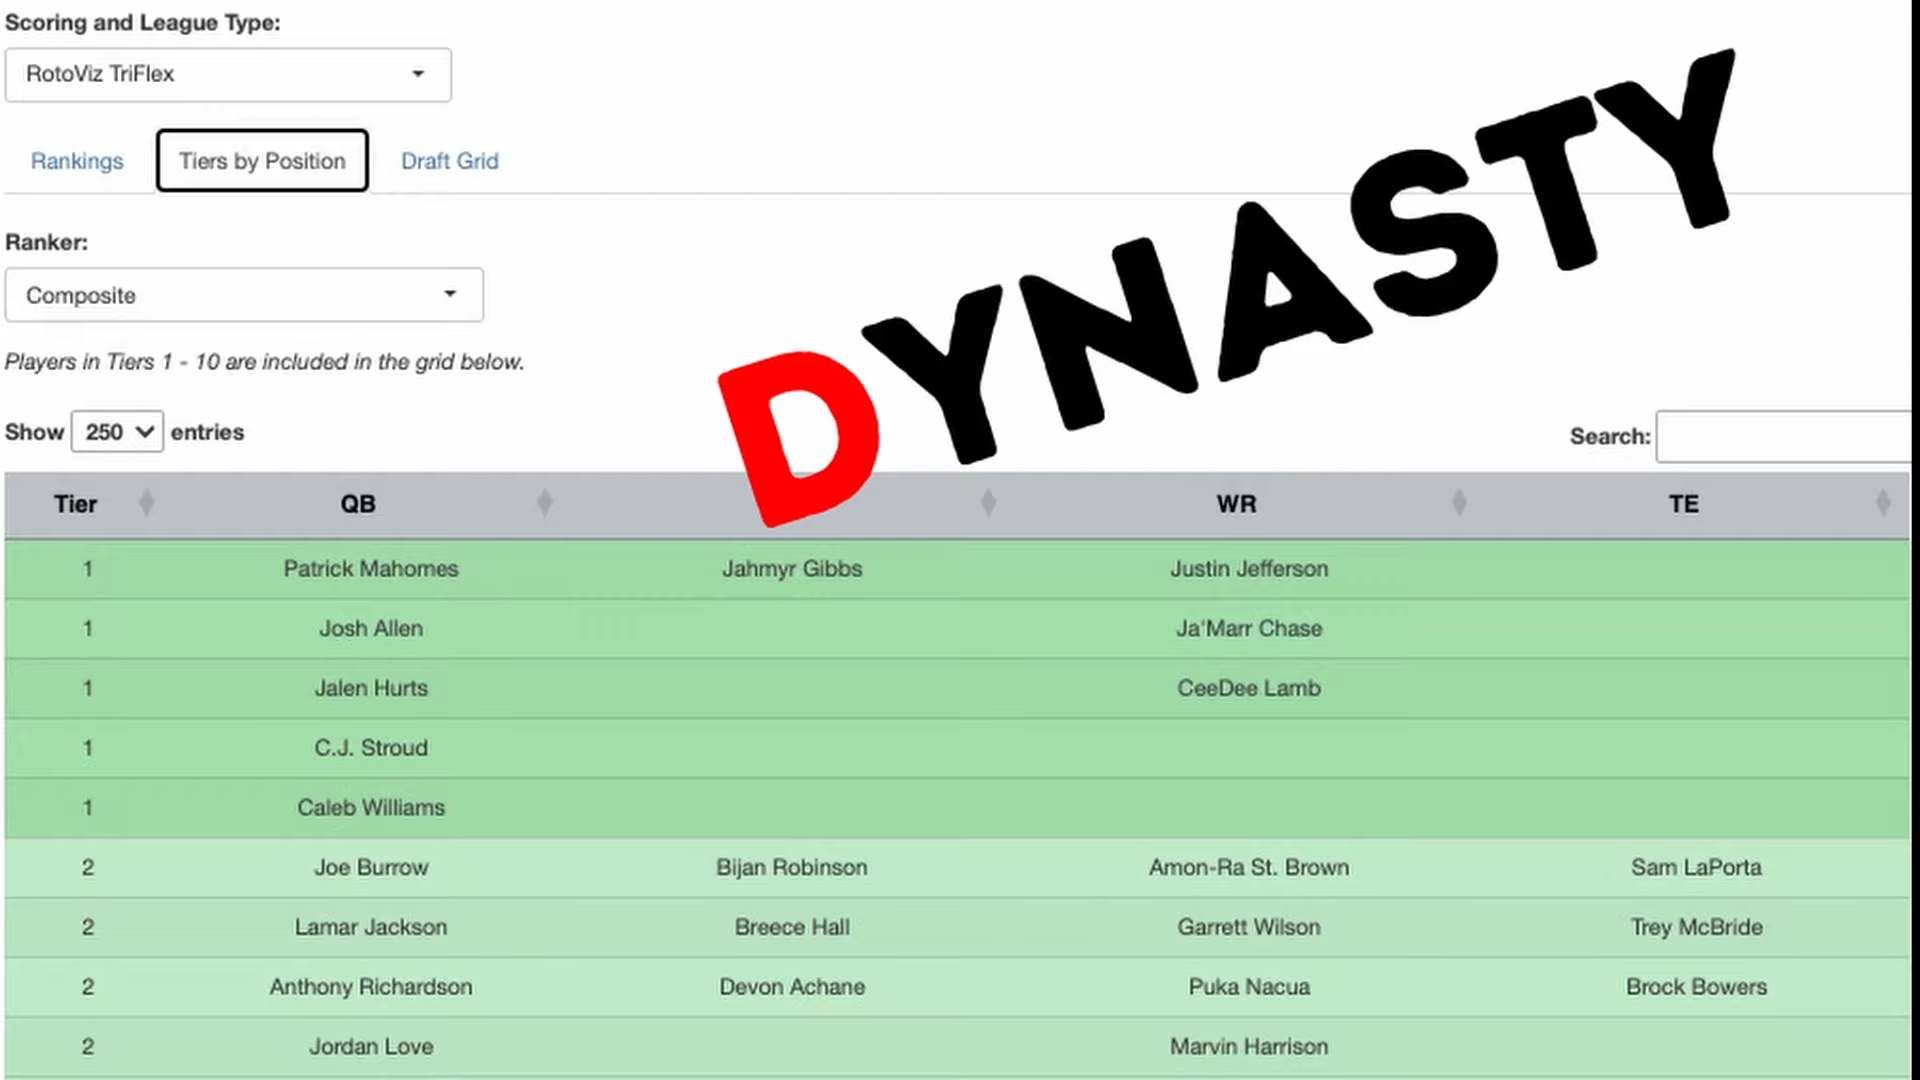 Scoring and League Type:
RotoViz TriFlex
Rankings Tiers by Position Draft Grid
DYNASTY
Ranker:
Composite
Players in Tiers 1 - 10 are included in the grid below.
Show 250 entries
Search:
Tier QB WR TE
1 Patrick Mahomes Jahmyr Gibbs Justin Jefferson
1 Josh Allen Ja'Marr Chase
1 Jalen Hurts CeeDee Lamb
1 C.J. Stroud
1 Caleb Williams
2 Joe Burrow Bijan Robinson Amon-Ra St. Brown Sam LaPorta
2 Lamar Jackson Breece Hall Garrett Wilson Trey McBride
2 Anthony Richardson Devon Achane Puka Nacua Brock Bowers
2 Jordan Love Marvin Harrison